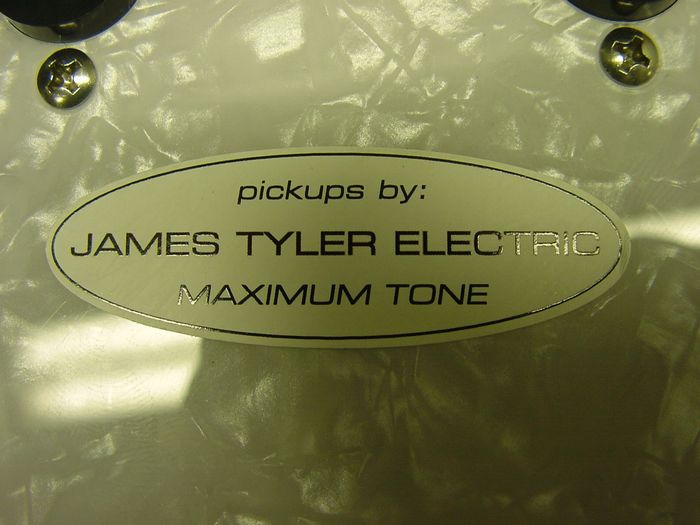 pickups by:
JAMES TYLER ELECTRIC
MAXIMUM TONE